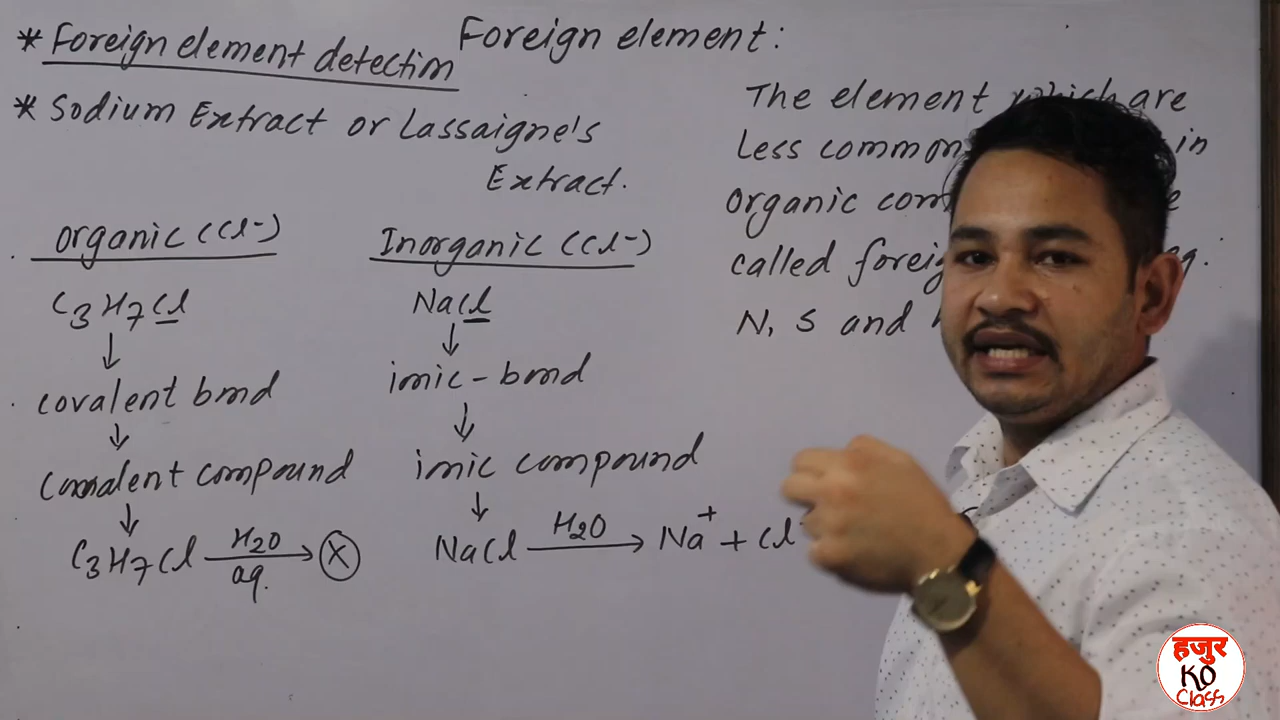 * Foreign element detection
* Sodium Extract or Lassaigne's
Extract.
Organic (Cl-)
C3H7Cl
↓
covalent bond
↓
covalent compound
↓
C3H7Cl H2O aq. → X
Inorganic (Cl-)
NaCl
↓
ionic-bond
↓
ionic compound
↓
NaCl H2O → Na+ + Cl
Foreign element:
The element which are
Less common in
organic
called
N, S and
हजुर
KO
Class